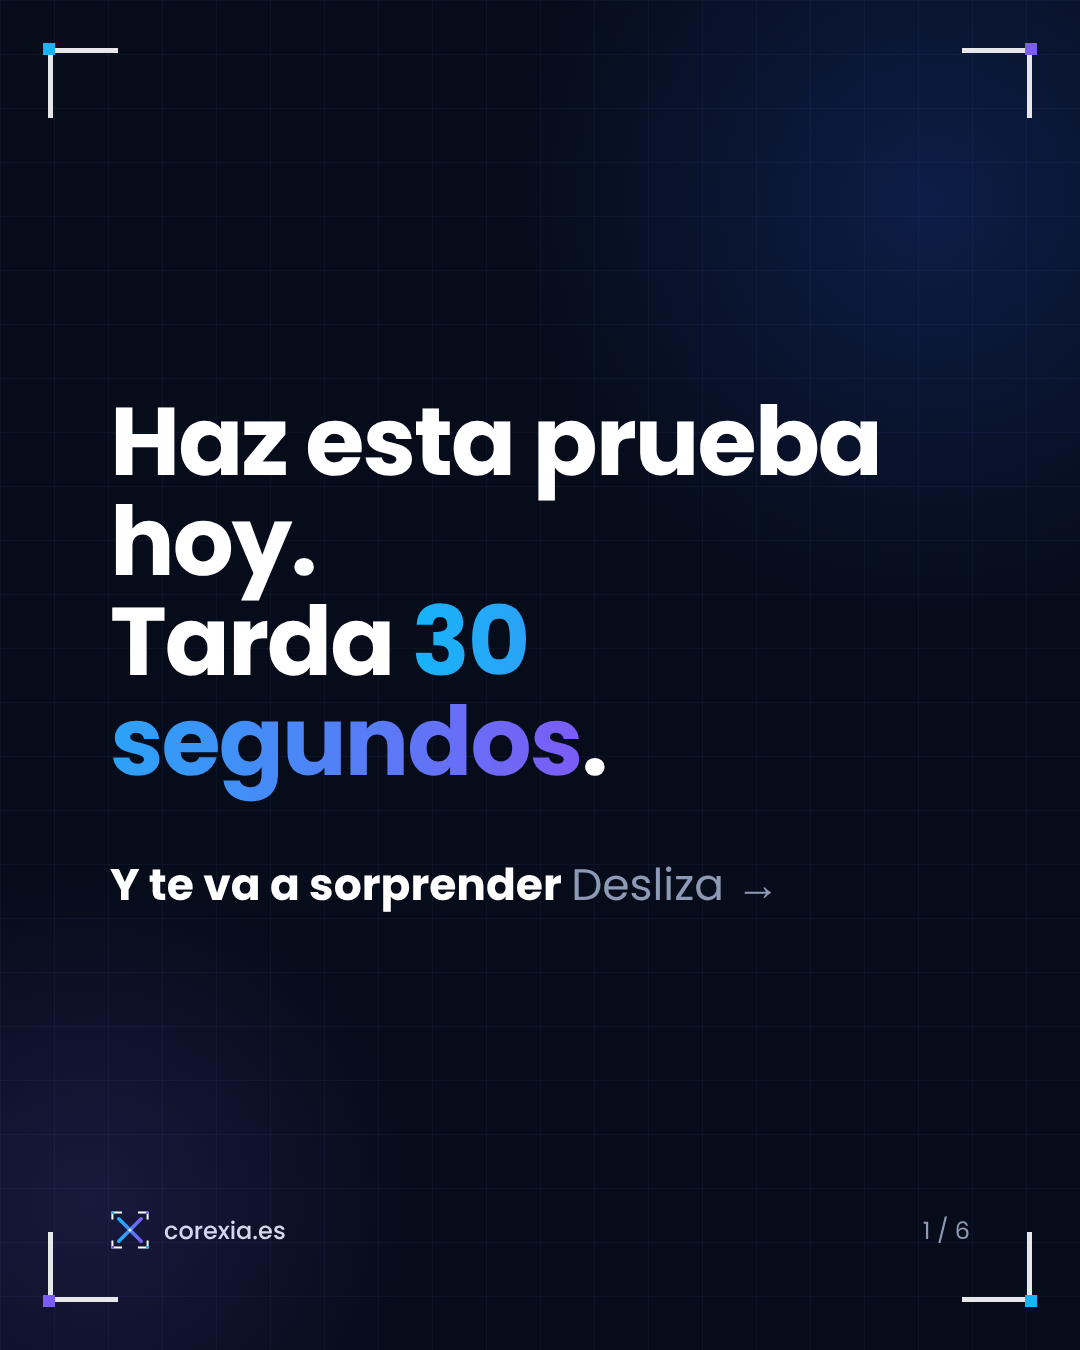 Haz esta prueba
hoy.
Tarda 30
segundos.
Y te va a sorprender Desliza →
corexia.es
1 / 6